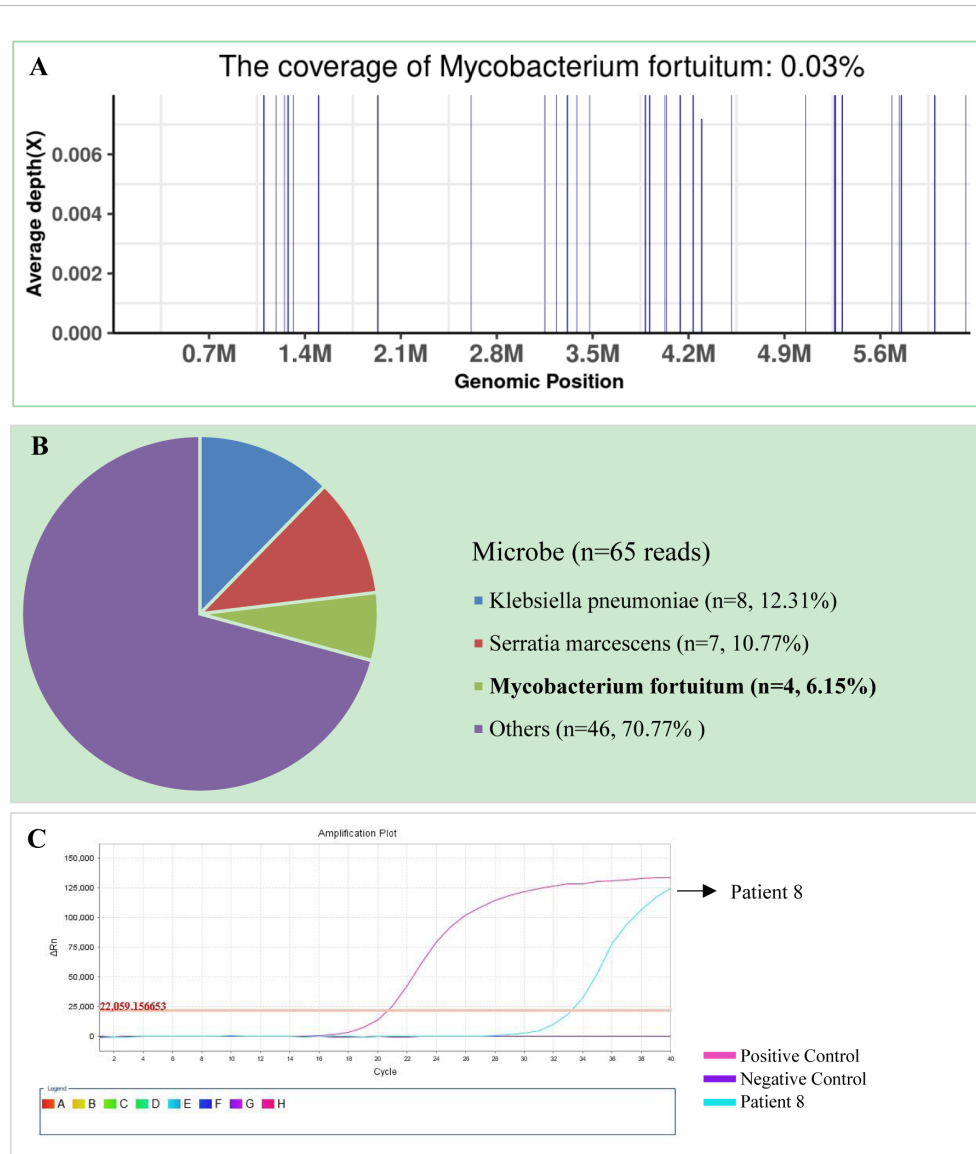 A
The coverage of Mycobacterium fortuitum: 0.03%
Average depth(X)
0.006
0.004
0.002
0.000
0.7M 1.4M 2.1M 2.8M 3.5M 4.2M 4.9M 5.6M
Genomic Position
B
Microbe (n=65 reads)
Klebsiella pneumoniae (n=8, 12.31%)
Serratia marcescens (n=7, 10.77%)
Mycobacterium fortuitum (n=4, 6.15%)
Others (n=46, 70.77% )
C
Amplification Plot
150,000
125,000
100,000
75,000
50,000
25,000
0
ΔRn
22,059.156653
2 4 6 8 10 12 14 16 18 20 22 24 26 28 30 32 34 36 38 40
Cycle
Patient 8
Legend
A B C D E F G H
Positive Control
Negative Control
Patient 8